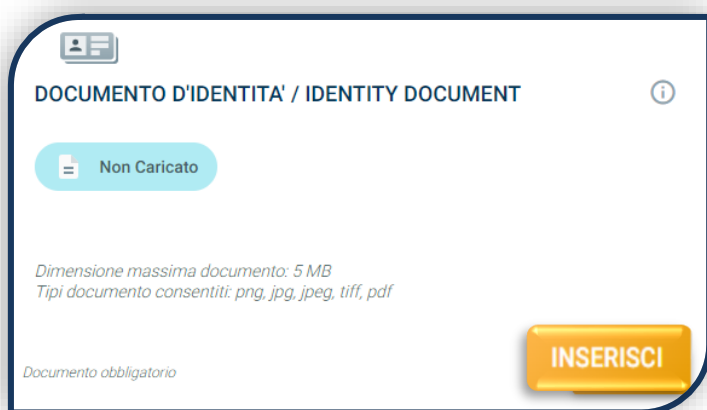 DOCUMENTO D'IDENTITA' / IDENTITY DOCUMENT
Non Caricato
Dimensione massima documento: 5 MB
Tipi documento consentiti: png, jpg, jpeg, tiff, pdf
INSERISCI
Documento obbligatorio